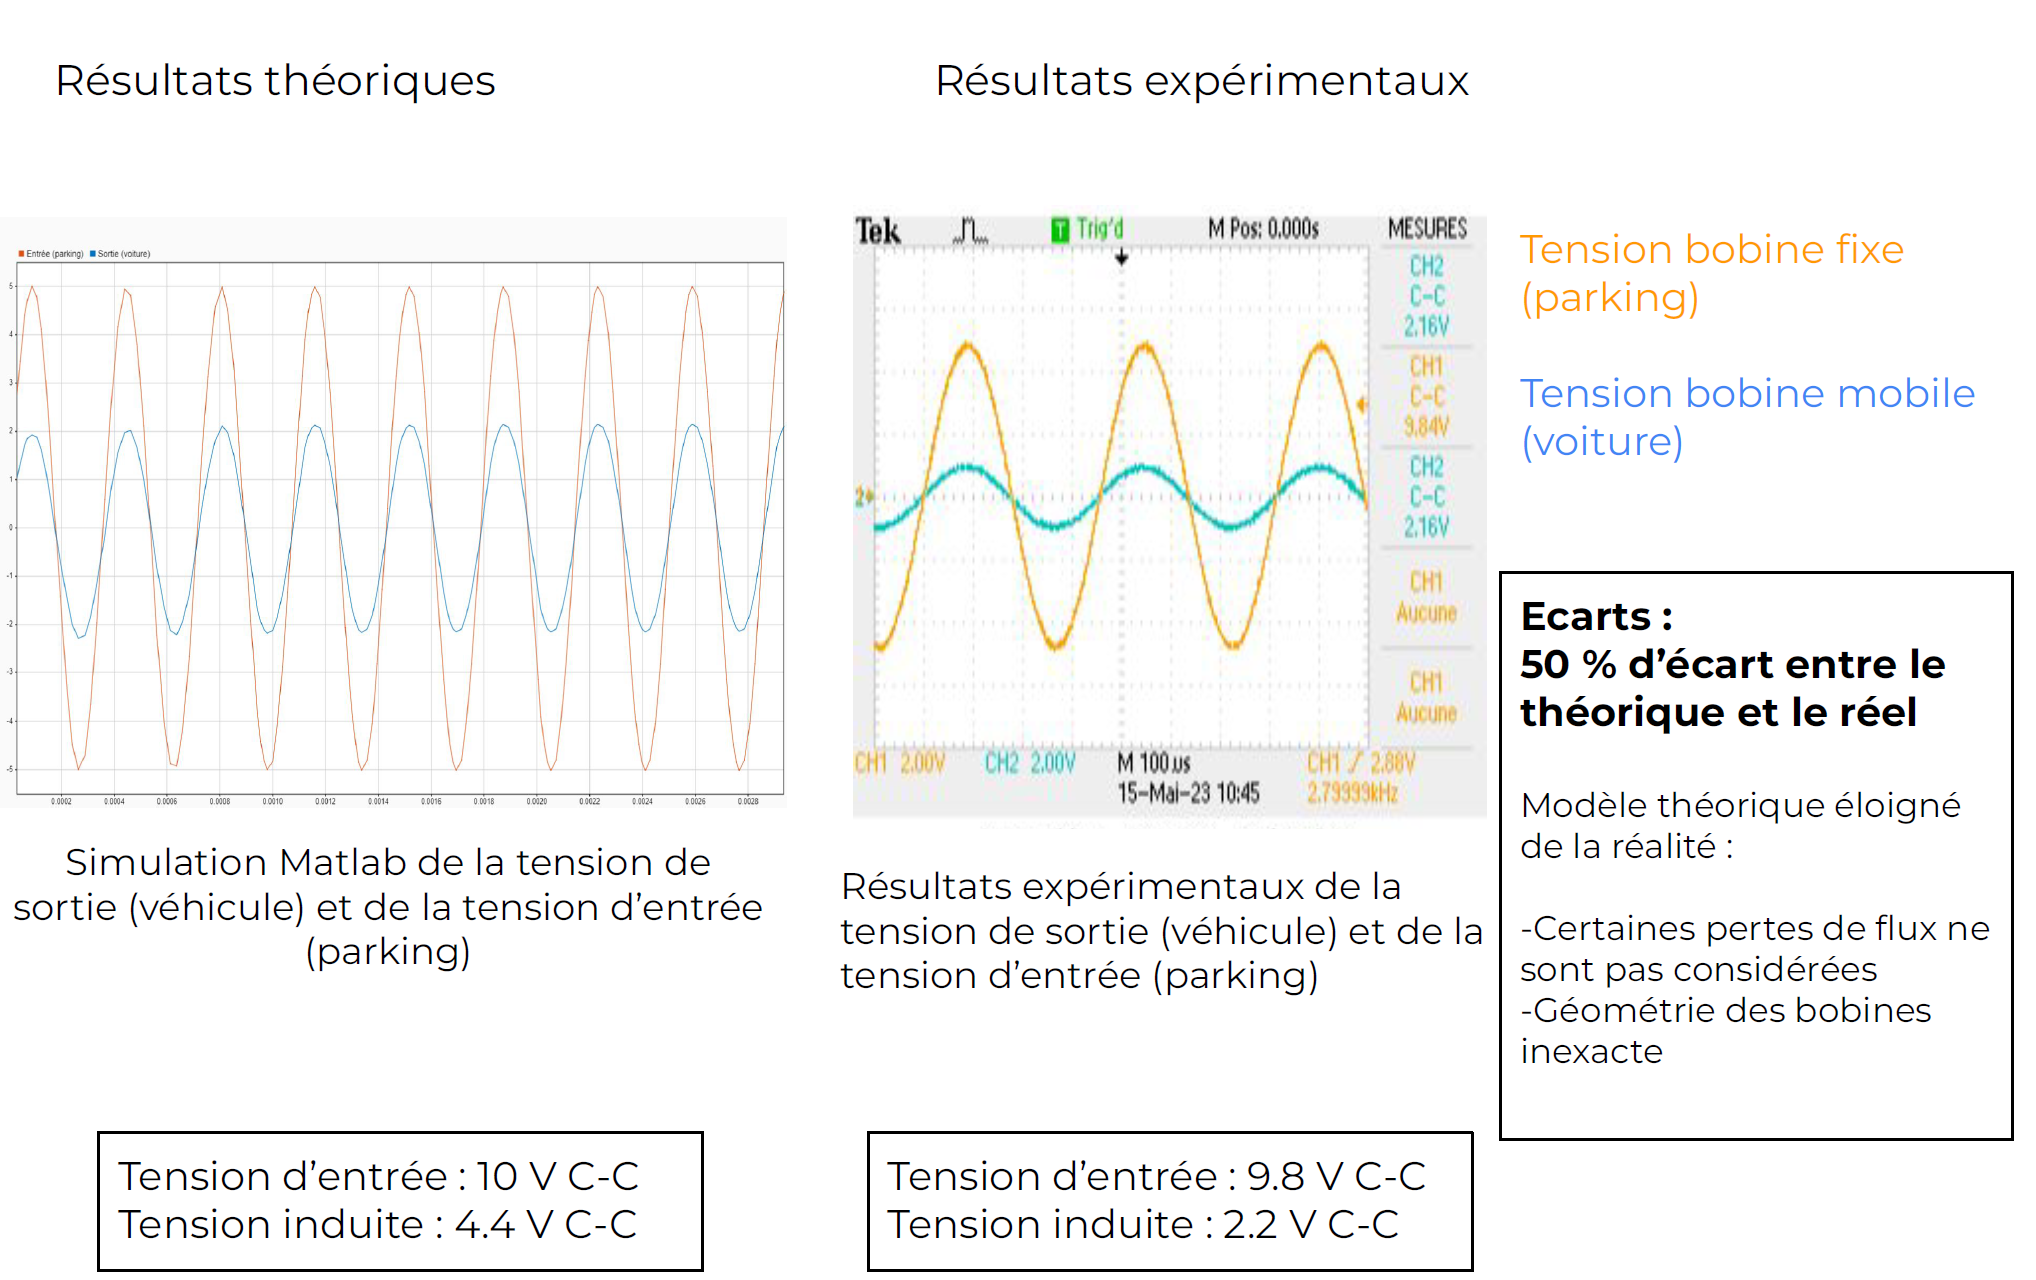 Résultats théoriques
Résultats expérimentaux
Entrée (parking) Sortie (voiture)
5
4
3
2
1
0
-1
-2
-3
-4
-5
0.0002 0.0004 0.0006 0.0008 0.0010 0.0012 0.0014 0.0016 0.0018 0.0020 0.0022 0.0024 0.0026 0.0028
Simulation Matlab de la tension de
sortie (véhicule) et de la tension d’entrée
(parking)
Tension d’entrée : 10 V C-C
Tension induite : 4.4 V C-C
Tek T Trig'd M Pos: 0.000s MESURES
CH2
C-C
2.16V
CH1
C-C
9.84V
CH2
C-C
2.16V
CH1
Aucune
CH1
Aucune
2
CH1 2.00V CH2 2.00V M 100us CH1 / 2.88V
15-Mai-23 10:45 2.79999kHz
Résultats expérimentaux de la
tension de sortie (véhicule) et de la
tension d’entrée (parking)
Tension d’entrée : 9.8 V C-C
Tension induite : 2.2 V C-C
Tension bobine fixe
(parking)
Tension bobine mobile
(voiture)
Ecarts :
50 % d’écart entre le
théorique et le réel
Modèle théorique éloigné
de la réalité :
-Certaines pertes de flux ne
sont pas considérées
-Géométrie des bobines
inexacte